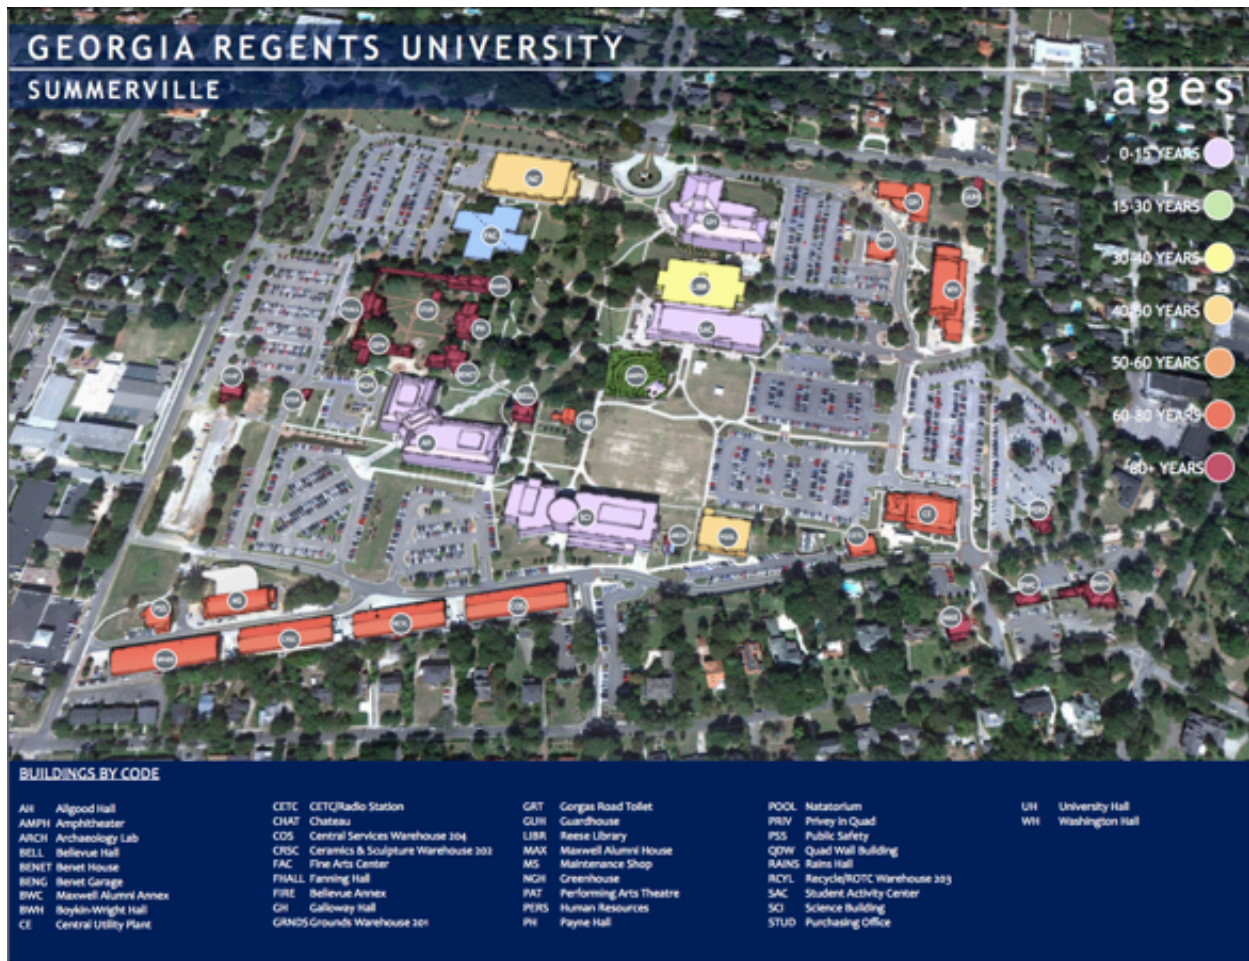 GEORGIA REGENTS UNIVERSITY
SUMMERVILLE
ages
0-15 YEARS
15-30 YEARS
30-40 YEARS
40-50 YEARS
50-60 YEARS
60-80 YEARS
80+ YEARS
LIBR
SAC
SCI
AH
CE
PSS
COS
RCYL
BUILDINGS BY CODE
AH Allgood Hall
AMPH Amphitheater
ARCH Archaeology Lab
BELL Bellevue Hall
BENET Benet House
BENG Benet Garage
BWC Maxwell Alumni Annex
BWH Boykin-Wright Hall
CE Central Utility Plant
CETC CETC/Radio Station
CHAT Chateau
COS Central Services Warehouse 204
CRSC Ceramics & Sculpture Warehouse 202
FAC Fine Arts Center
FHALL Fanning Hall
FIRE Bellevue Annex
GH Galloway Hall
GRNDS Grounds Warehouse 201
GRT Gorgas Road Toilet
GUH Guardhouse
LIBR Reese Library
MAX Maxwell Alumni House
MS Maintenance Shop
NGH Greenhouse
PAT Performing Arts Theatre
PERS Human Resources
PH Payne Hall
POOL Natatorium
PRIV Privey in Quad
PSS Public Safety
QDW Quad Wall Building
RAINS Rains Hall
RCYL Recycle/ROTC Warehouse 203
SAC Student Activity Center
SCI Science Building
STUD Purchasing Office
UH University Hall
WH Washington Hall